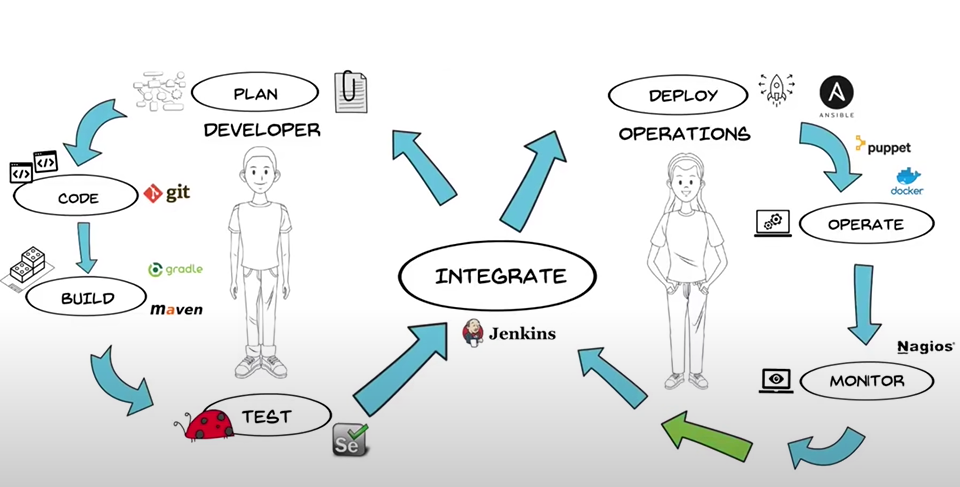 PLAN
DEVELOPER
CODE
git
gradle
BUILD
maven
TEST
Se
INTEGRATE
Jenkins
DEPLOY
OPERATIONS
ANSIBLE
puppet
docker
OPERATE
Nagios®
MONITOR